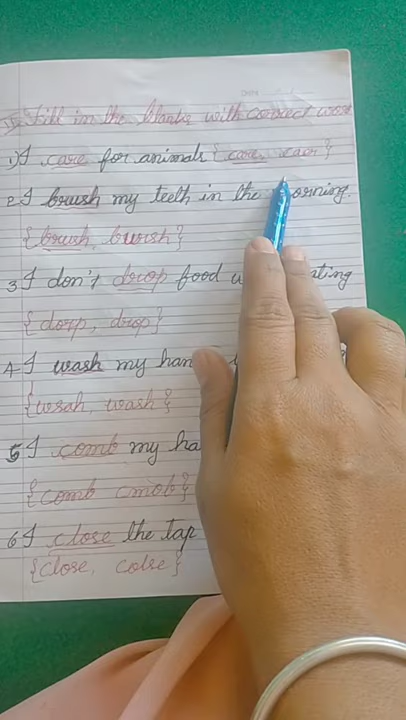 Fill in the blanks with correct word
1) I care for animals {care, caer}
2. I brush my teeth in the orning.
{brush, bursh}
3 I don't drop food w ating
{dorp, drop}
4. I wash my han
{wsah, wash}
5 I comb my ha
{comb cmob}
6 I close the tap
{close, colse}